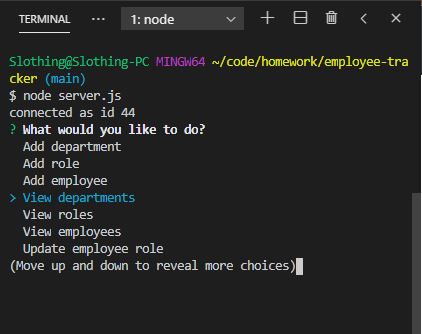 TERMINAL ... 1: node
Slothing@Slothing-PC MINGW64 ~/code/homework/employee-tra
cker (main)
$ node server.js
connected as id 44
? What would you like to do?
Add department
Add role
Add employee
> View departments
View roles
View employees
Update employee role
(Move up and down to reveal more choices)